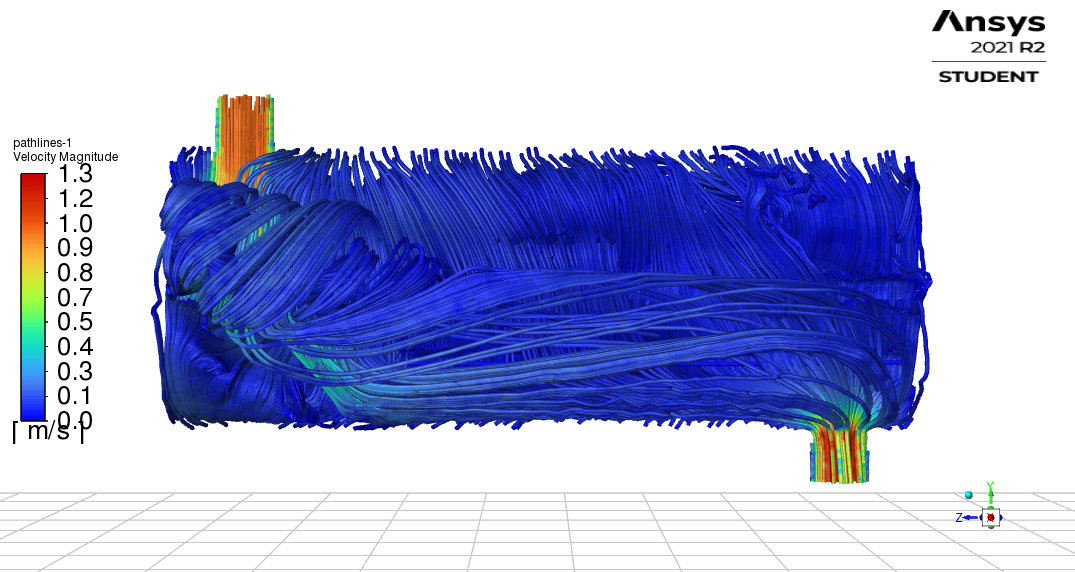 Ansys
2021 R2
STUDENT
pathlines-1
Velocity Magnitude
1.3
1.2
1.0
0.9
0.8
0.7
0.5
0.4
0.3
0.1
0.0
[ m/s ]
Y
Z